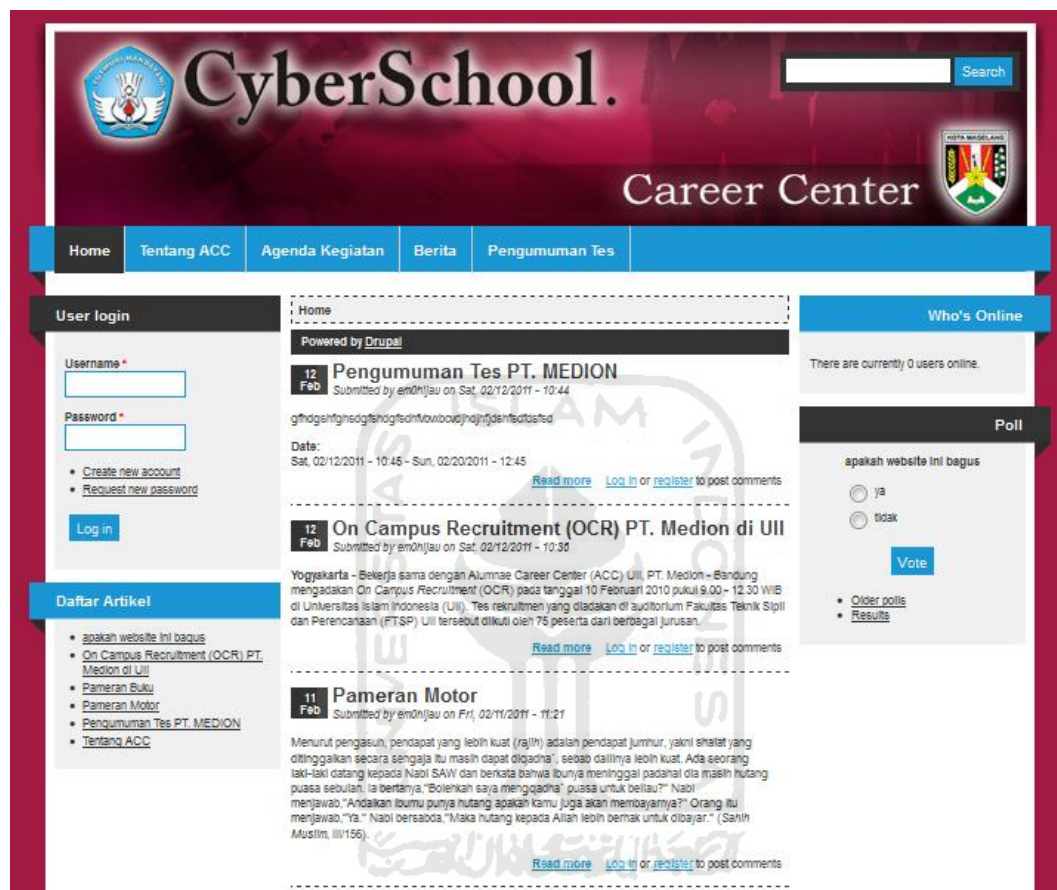 CyberSchool.
Search
TUT WURI HANDAYANI
KOTA MAGELANG
Career Center
Home
Tentang ACC
Agenda Kegiatan
Berita
Pengumuman Tes
User login
Username *
Password *
Create new account
Request new password
Log in
Daftar Artikel
apakah website ini bagus
On Campus Recruitment (OCR) PT.
Medion di UII
Pameran Buku
Pameran Motor
Pengumuman Tes PT. MEDION
Tentang ACC
Home
Powered by Drupal
12
Feb
Pengumuman Tes PT. MEDION
Submitted by em0hijau on Sat, 02/12/2011 - 10:44
Date:
Sat, 02/12/2011 - 10:45 - Sun, 02/20/2011 - 12:45
Read more Log in or register to post comments
12
Feb
On Campus Recruitment (OCR) PT. Medion di UII
Submitted by em0hijau on Sat, 02/12/2011 - 10:36
Yogyakarta - Bekerja sama dengan Alumnae Career Center (ACC) UII, PT. Medion - Bandung
mengadakan On Campus Recruitment (OCR) pada tanggal 10 Februari 2010 pukul 9.00 - 12.30 WIB
di Universitas Islam Indonesia (UII). Tes rekruitmen yang diadakan di auditorium Fakultas Teknik Sipil
dan Perencanaan (FTSP) UII tersebut diikuti oleh 75 peserta dari berbagai jurusan.
Read more Log in or register to post comments
11
Feb
Pameran Motor
Submitted by em0hijau on Fri, 02/11/2011 - 11:21
Menurut pengasuh, pendapat yang lebih kuat (rajih) adalah pendapat jumhur, yakni shalat yang
ditinggalkan secara sengaja itu masih dapat diqadha`, sebab dalilnya lebih kuat. Ada seorang
laki-laki datang kepada Nabi SAW dan berkata bahwa ibunya meninggal padahal dia masih hutang
puasa sebulan. Ia bertanya,"Bolehkah saya mengqadha` puasa untuk beliau?" Nabi
menjawab,"Andaikan ibumu punya hutang apakah kamu juga akan membayarnya?" Orang itu
menjawab,"Ya." Nabi bersabda,"Maka hutang kepada Allah lebih berhak untuk dibayar." (Sahih
Muslim, III/156).
Read more Log in or register to post comments
Who's Online
There are currently 0 users online.
Poll
apakah website ini bagus
ya
tidak
Vote
Older polls
Results
UNIVERSITAS ISLAM INDONESIA